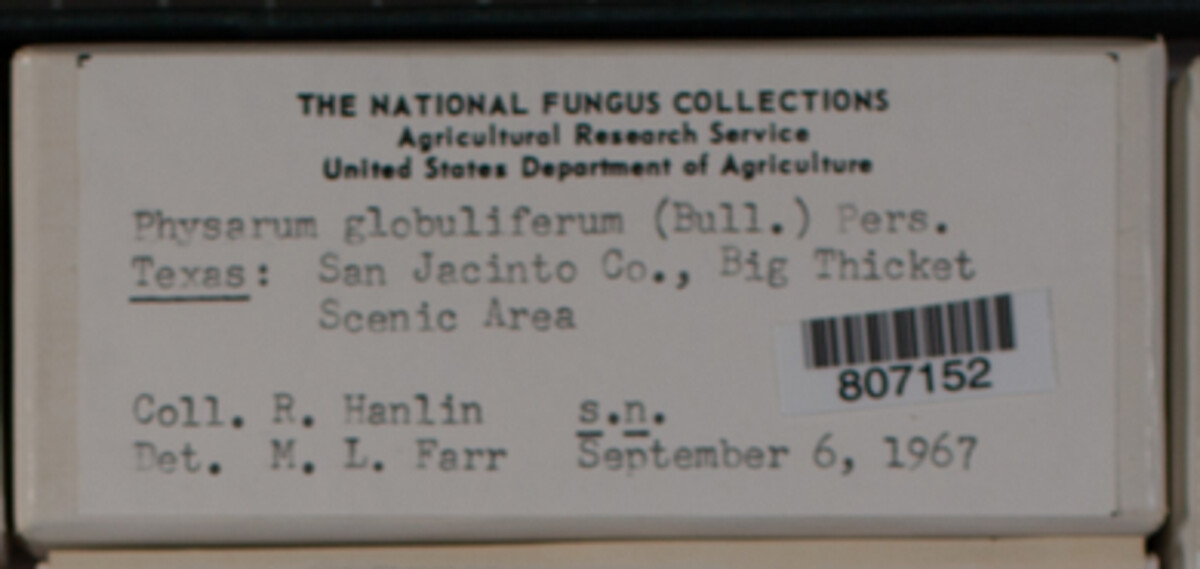 THE NATIONAL FUNGUS COLLECTIONS
Agricultural Research Service
United States Department of Agriculture
Physarum globuliferum (Bull.) Pers.
Texas: San Jacinto Co., Big Thicket
Scenic Area
807152
Coll. R. Hanlin s.n.
Det. M. L. Farr September 6, 1967